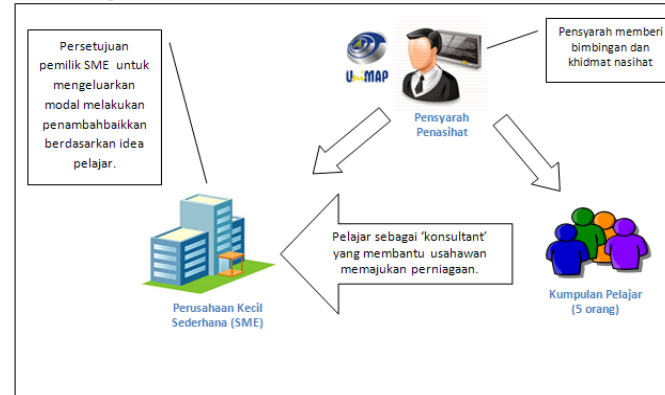 Persetujuan
pemilik SME untuk
mengeluarkan
modal melakukan
penambahbaikkan
berdasarkan idea
pelajar.
UniMAP
Pensyarah
Penasihat
Pensyarah memberi
bimbingan dan
khidmat nasihat
Pelajar sebagai ‘konsultant’
yang membantu usahawan
memajukan perniagaan.
Perusahaan Kecil
Sederhana (SME)
Kumpulan Pelajar
(5 orang)